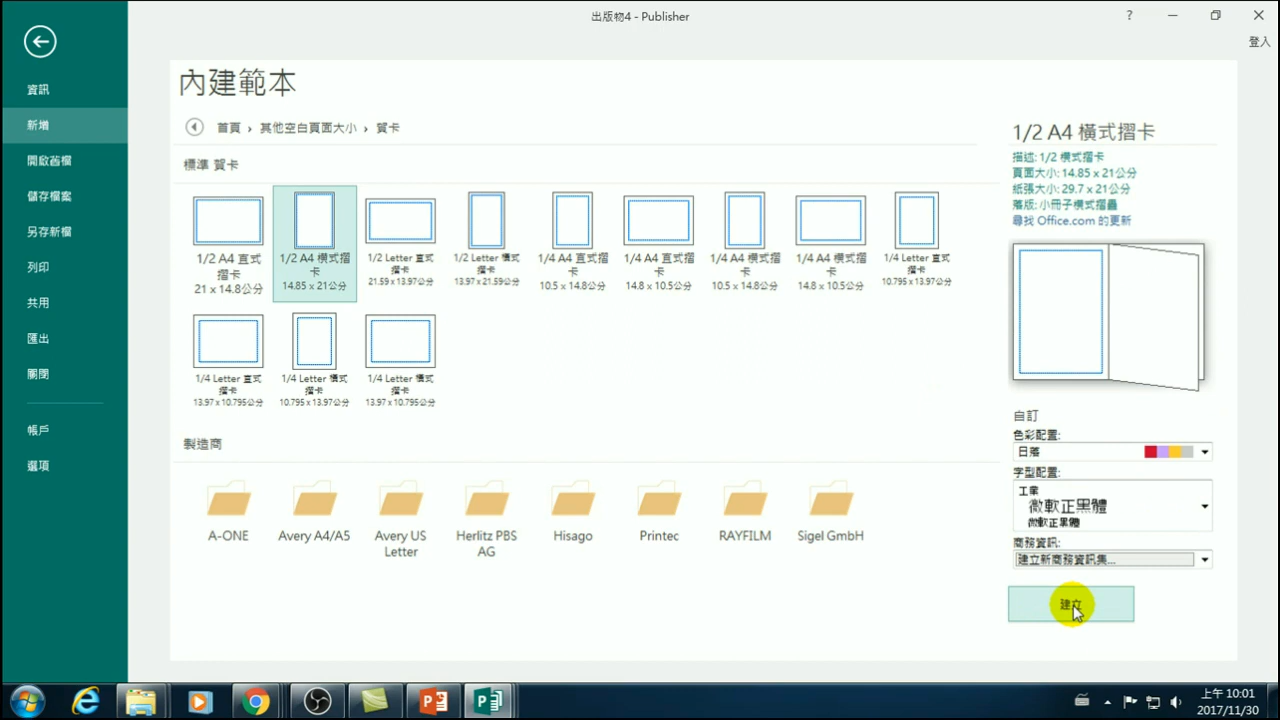 出版物4 - Publisher
?
登入
資訊
新增
開啟舊檔
儲存檔案
另存新檔
列印
共用
匯出
關閉
帳戶
選項
內建範本
首頁 › 其他空白頁面大小 › 賀卡
標準 賀卡
1/2 A4 直式
摺卡
21 x 14.8公分
1/2 A4 橫式摺
卡
14.85 x 21公分
1/2 Letter 直式
摺卡
21.59 x 13.97公分
1/2 Letter 橫式
摺卡
13.97 x 21.59公分
1/4 A4 直式摺
卡
10.5 x 14.8公分
1/4 A4 直式摺
卡
14.8 x 10.5公分
1/4 A4 橫式摺
卡
10.5 x 14.8公分
1/4 A4 橫式摺
卡
14.8 x 10.5公分
1/4 Letter 直式
摺卡
10.795 x 13.97公分
1/4 Letter 直式
摺卡
13.97 x 10.795公分
1/4 Letter 橫式
摺卡
10.795 x 13.97公分
1/4 Letter 橫式
摺卡
13.97 x 10.795公分
製造商
A-ONE
Avery A4/A5
Avery US
Letter
Herlitz PBS
AG
Hisago
Printec
RAYFILM
Sigel GmbH
1/2 A4 橫式摺卡
描述: 1/2 橫式摺卡
頁面大小: 14.85 x 21公分
紙張大小: 29.7 x 21公分
落版: 小冊子橫式摺疊
尋找 Office.com 的更新
自訂
色彩配置:
日落
字型配置:
工業
微軟正黑體
微軟正黑體
商務資訊:
建立新商務資訊集...
建立
上午 10:01
2017/11/30